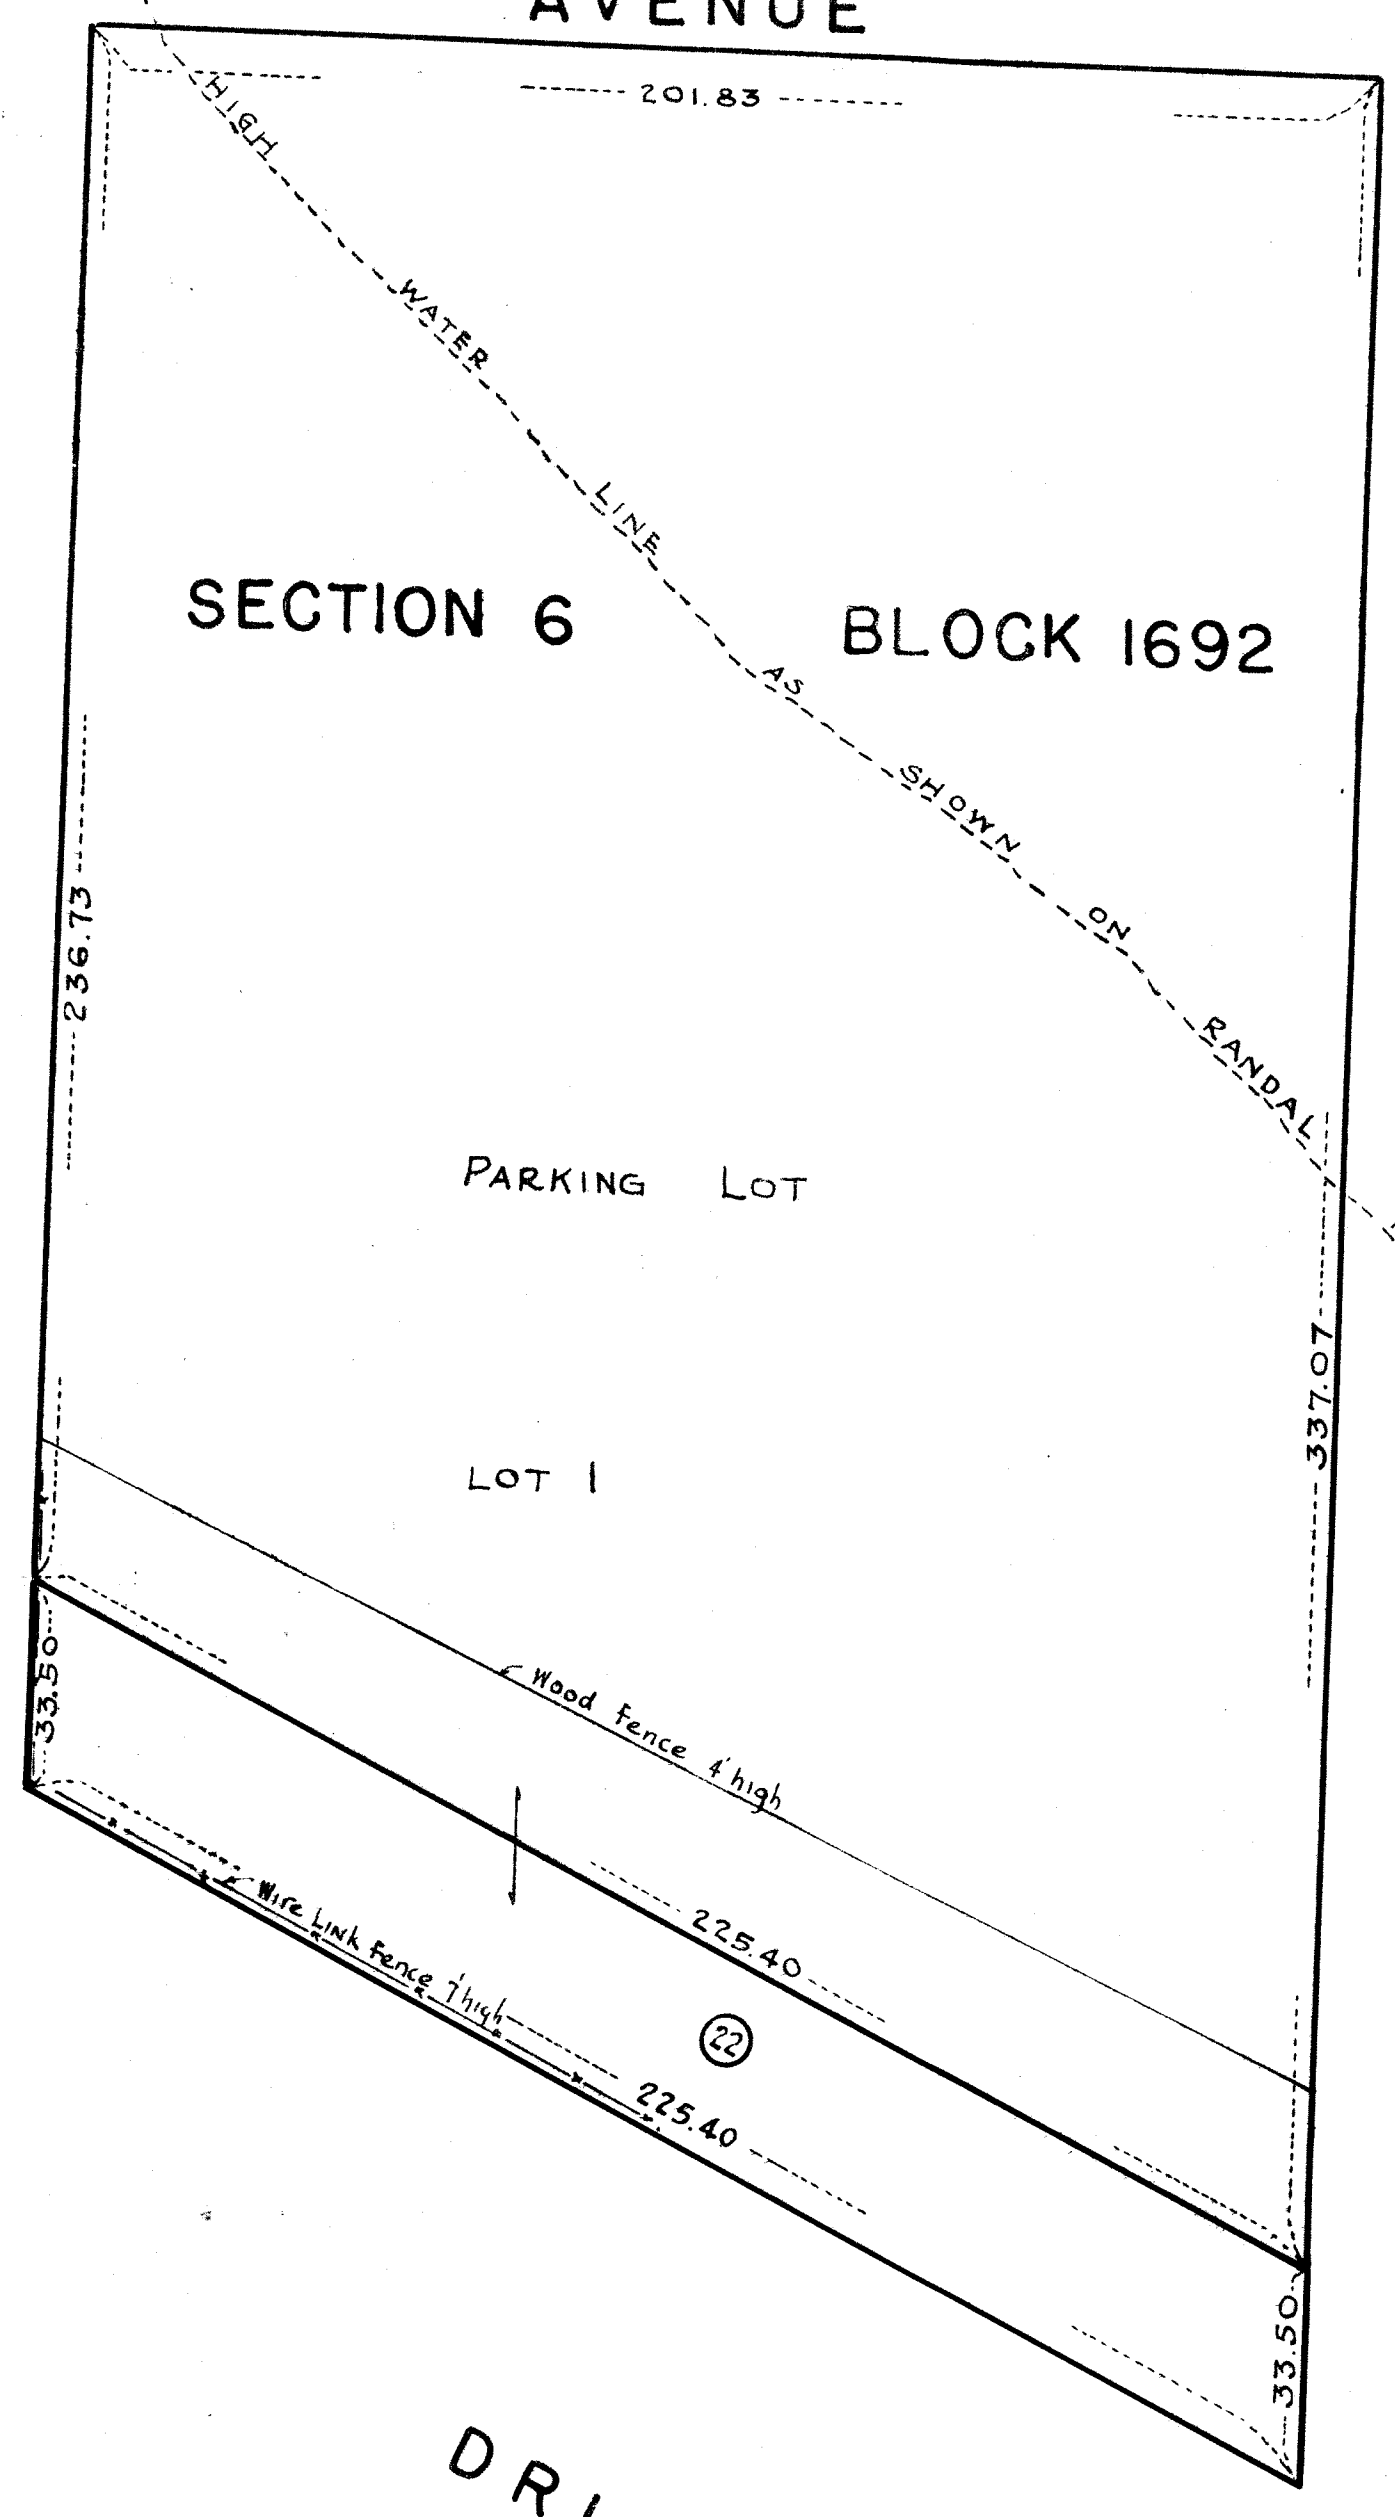 AVENUE
201.83
HIGH WATER LINE AS SHOWN ON RANDAL
SECTION 6
BLOCK 1692
236.73
PARKING LOT
337.07
LOT 1
33.50
Wood Fence 4' high
225.40
Wire Link Fence 7' high
22
225.40
33.50
DRI